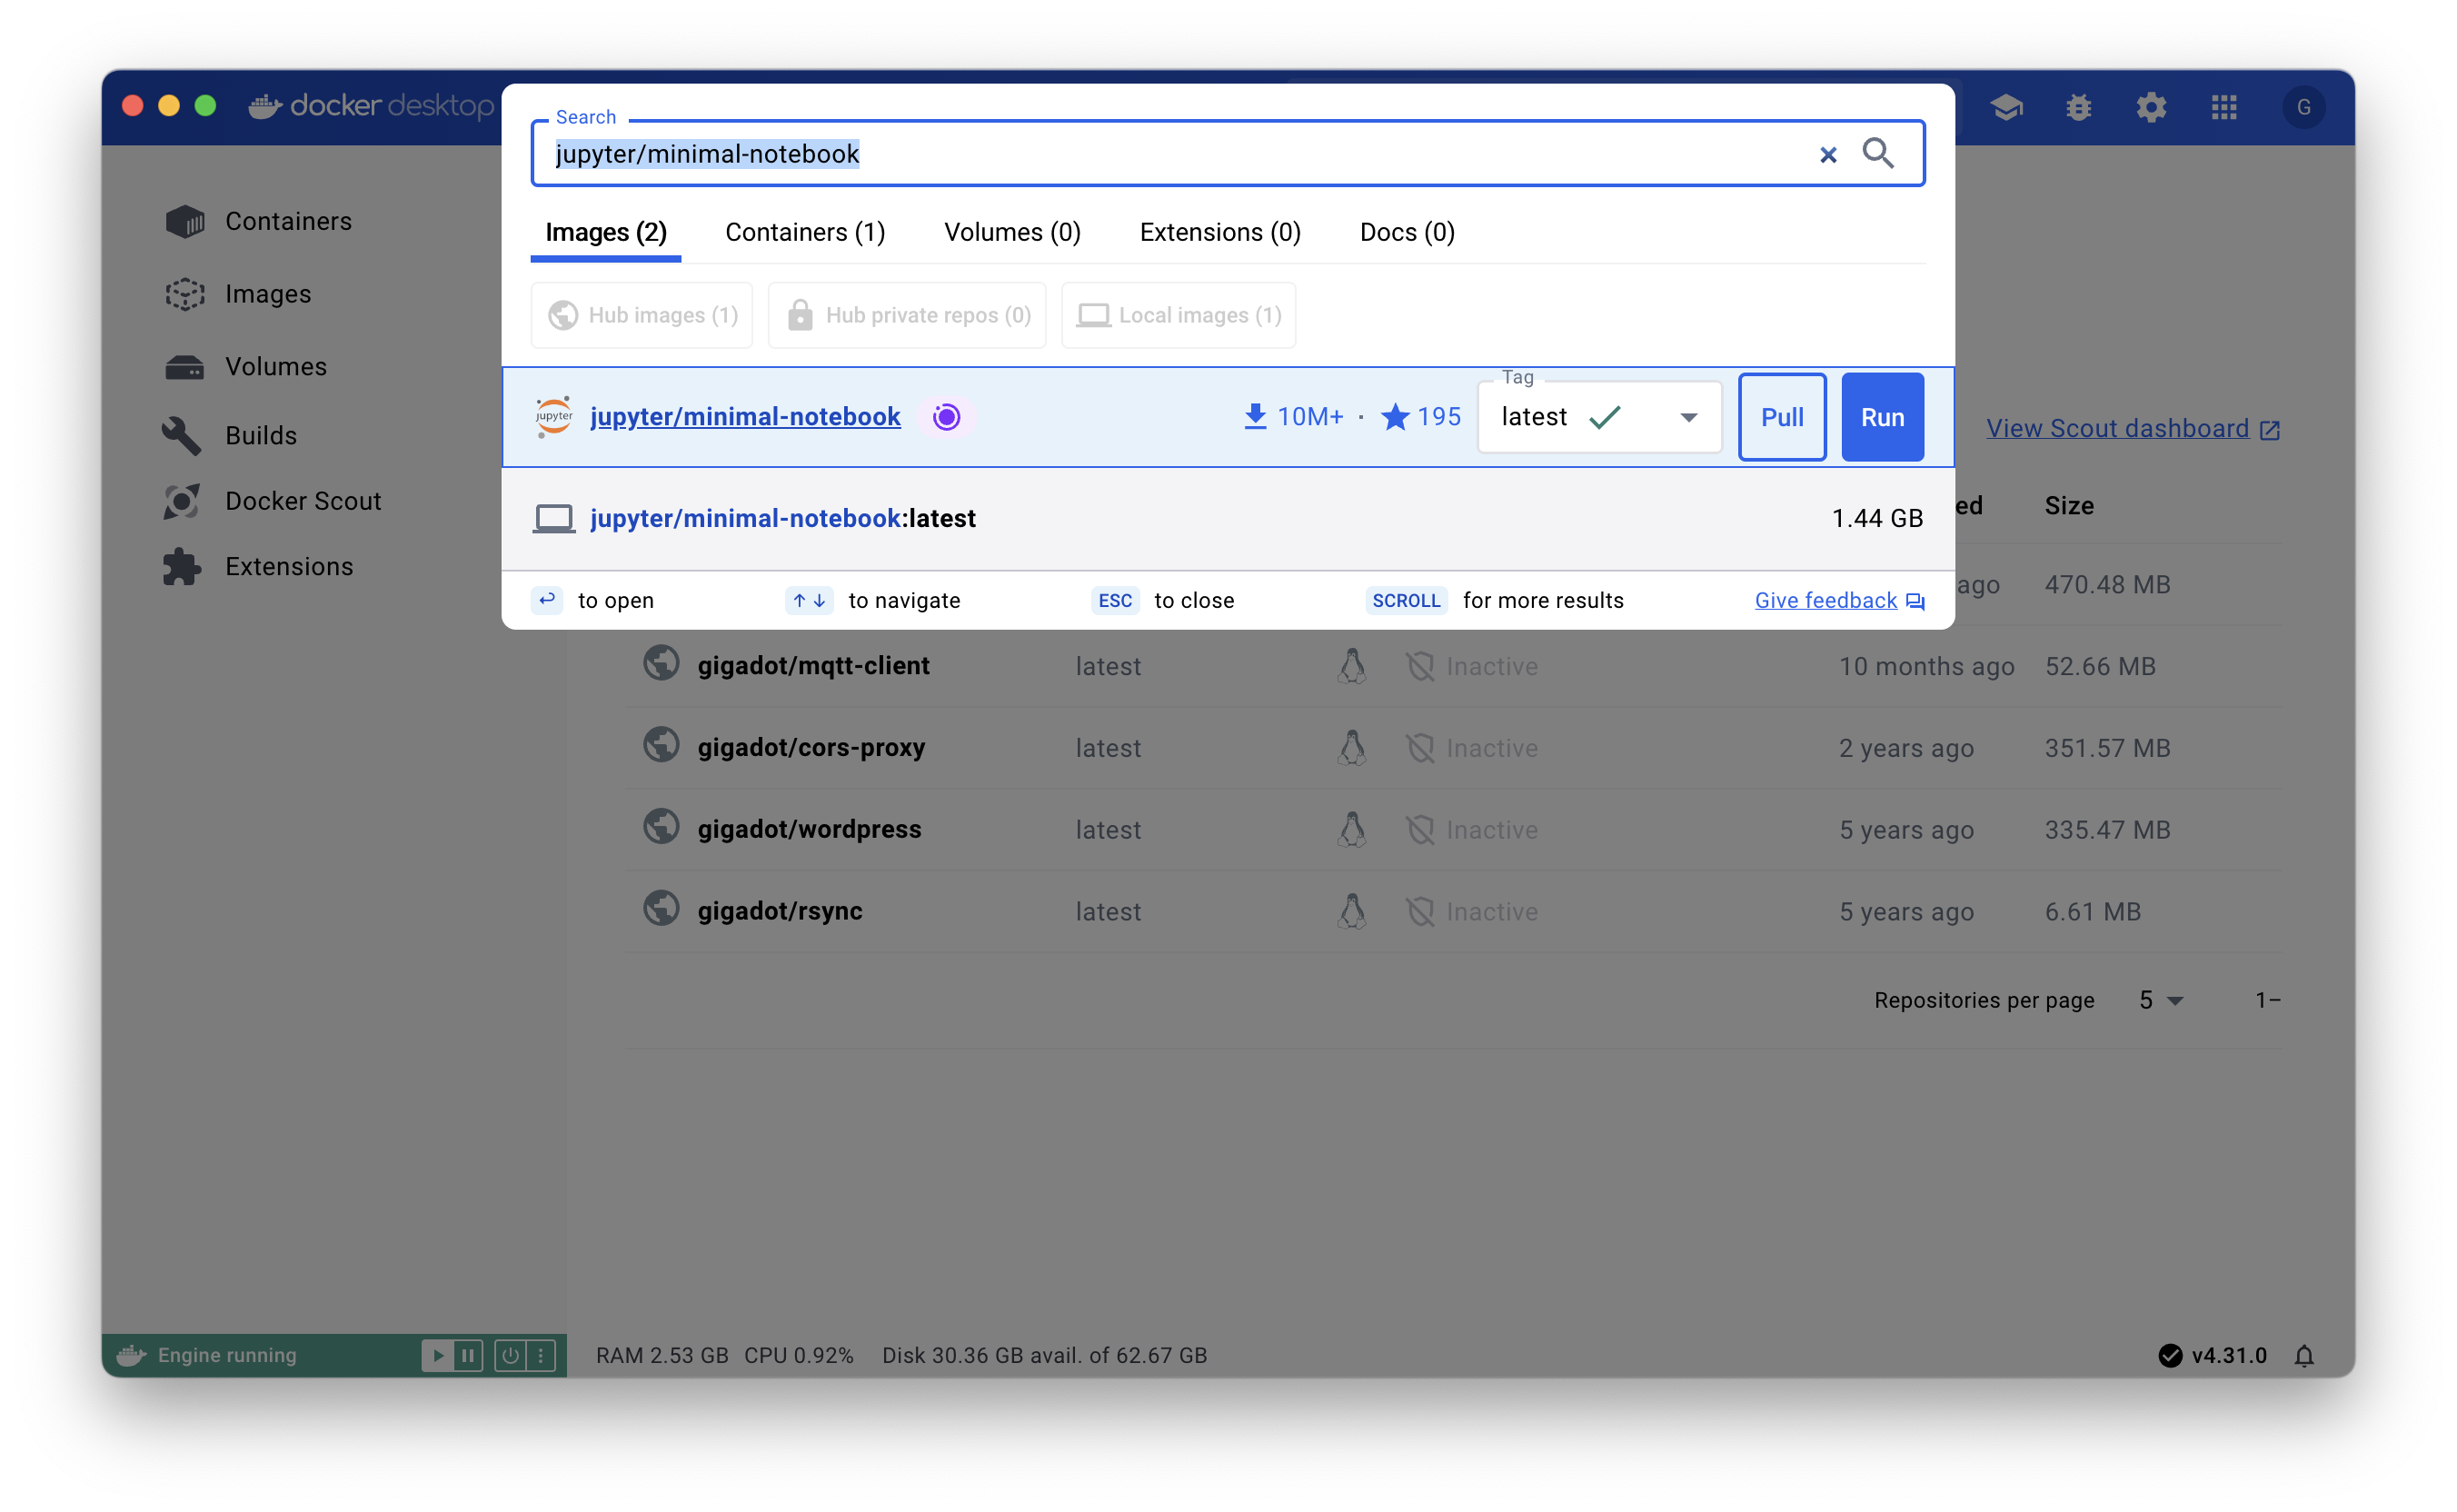 docker desktop
G
Search
jupyter/minimal-notebook
Images (2)
Containers (1)
Volumes (0)
Extensions (0)
Docs (0)
Hub images (1)
Hub private repos (0)
Local images (1)
jupyter
jupyter/minimal-notebook
10M+ · 195
Tag
latest
Pull
Run
jupyter/minimal-notebook:latest
1.44 GB
to open
to navigate
ESC to close
SCROLL for more results
Give feedback
Containers
Images
Volumes
Builds
Docker Scout
Extensions
View Scout dashboard
ed Size
ago 470.48 MB
gigadot/mqtt-client latest Inactive 10 months ago 52.66 MB
gigadot/cors-proxy latest Inactive 2 years ago 351.57 MB
gigadot/wordpress latest Inactive 5 years ago 335.47 MB
gigadot/rsync latest Inactive 5 years ago 6.61 MB
Repositories per page 5 1–
Engine running
RAM 2.53 GB CPU 0.92% Disk 30.36 GB avail. of 62.67 GB
v4.31.0